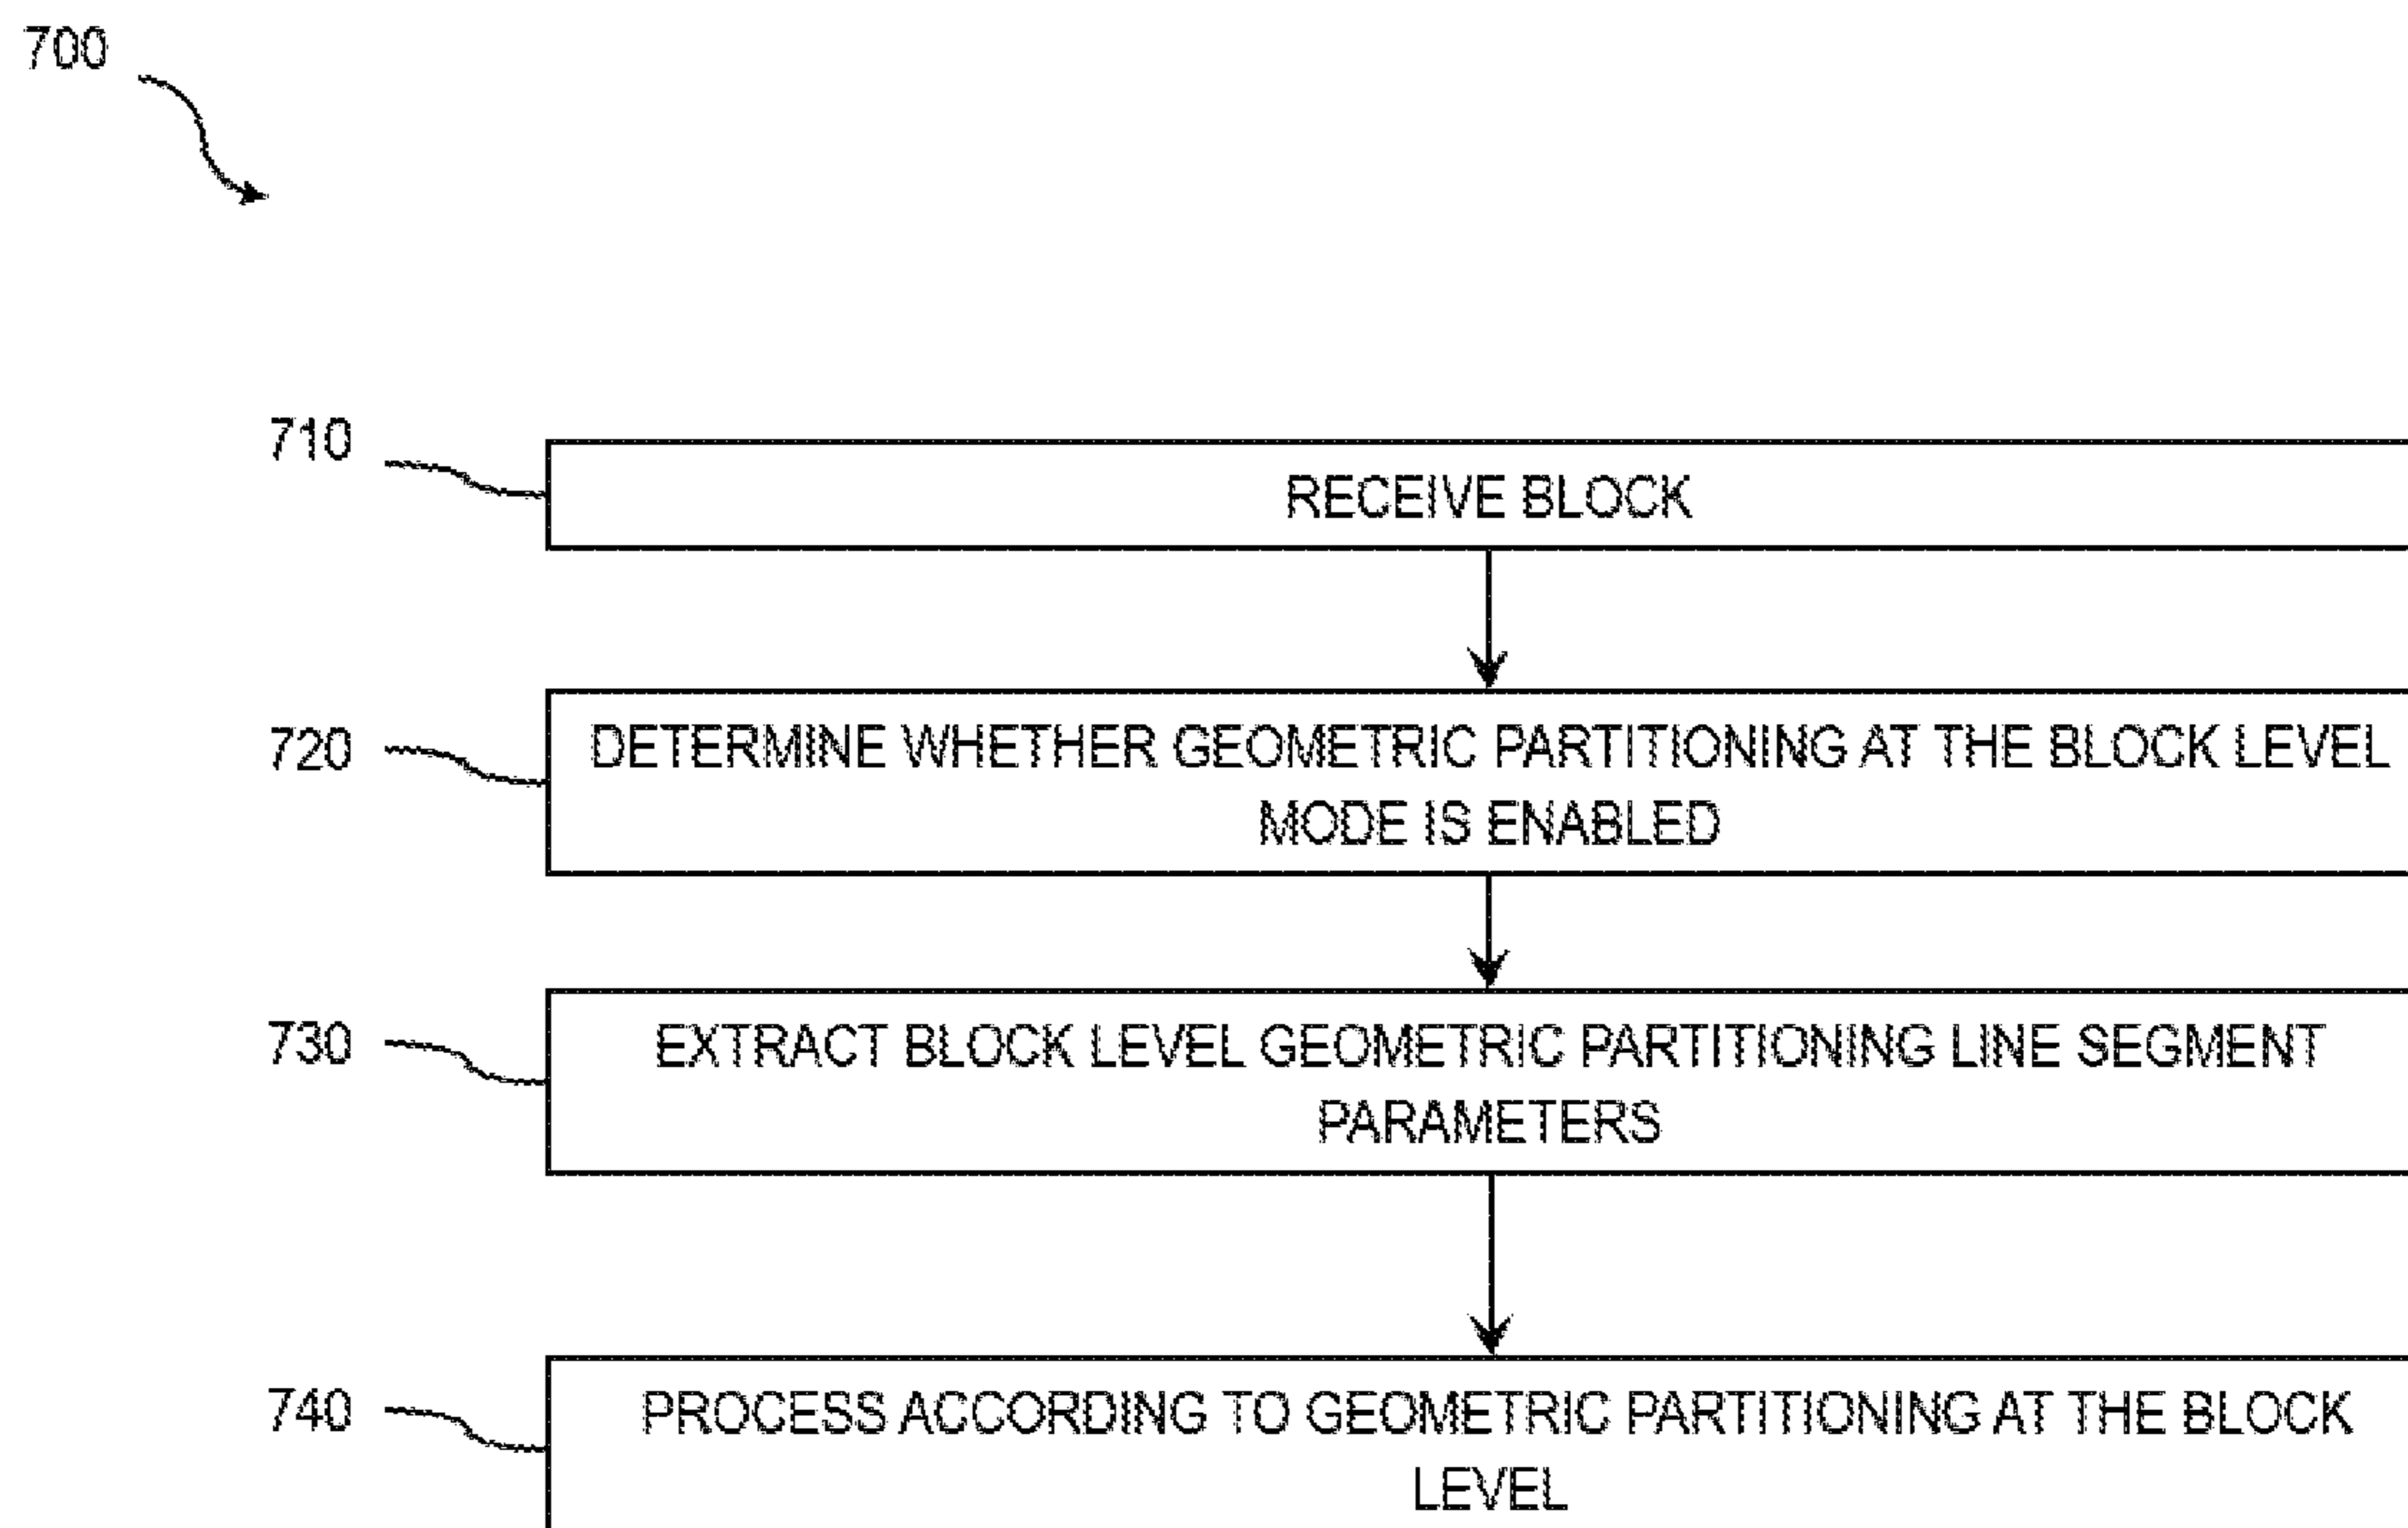 700
710
RECEIVE BLOCK
720
DETERMINE WHETHER GEOMETRIC PARTITIONING AT THE BLOCK LEVEL
MODE IS ENABLED
730
EXTRACT BLOCK LEVEL GEOMETRIC PARTITIONING LINE SEGMENT
PARAMETERS
740
PROCESS ACCORDING TO GEOMETRIC PARTITIONING AT THE BLOCK
LEVEL